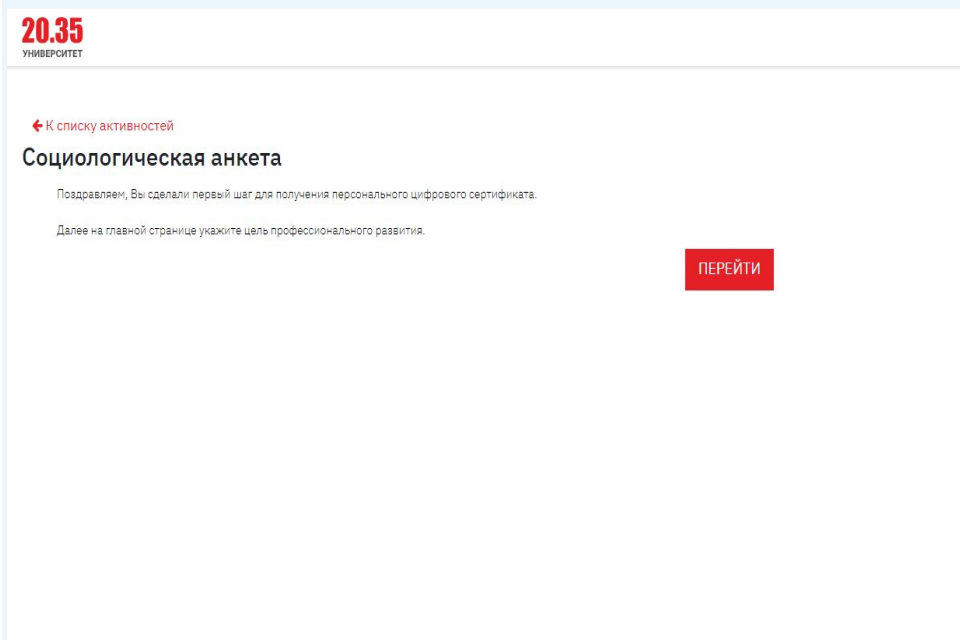 20.35
УНИВЕРСИТЕТ
К списку активностей
Социологическая анкета
Поздравляем, Вы сделали первый шаг для получения персонального цифрового сертификата.
Далее на главной странице укажите цель профессионального развития.
ПЕРЕЙТИ